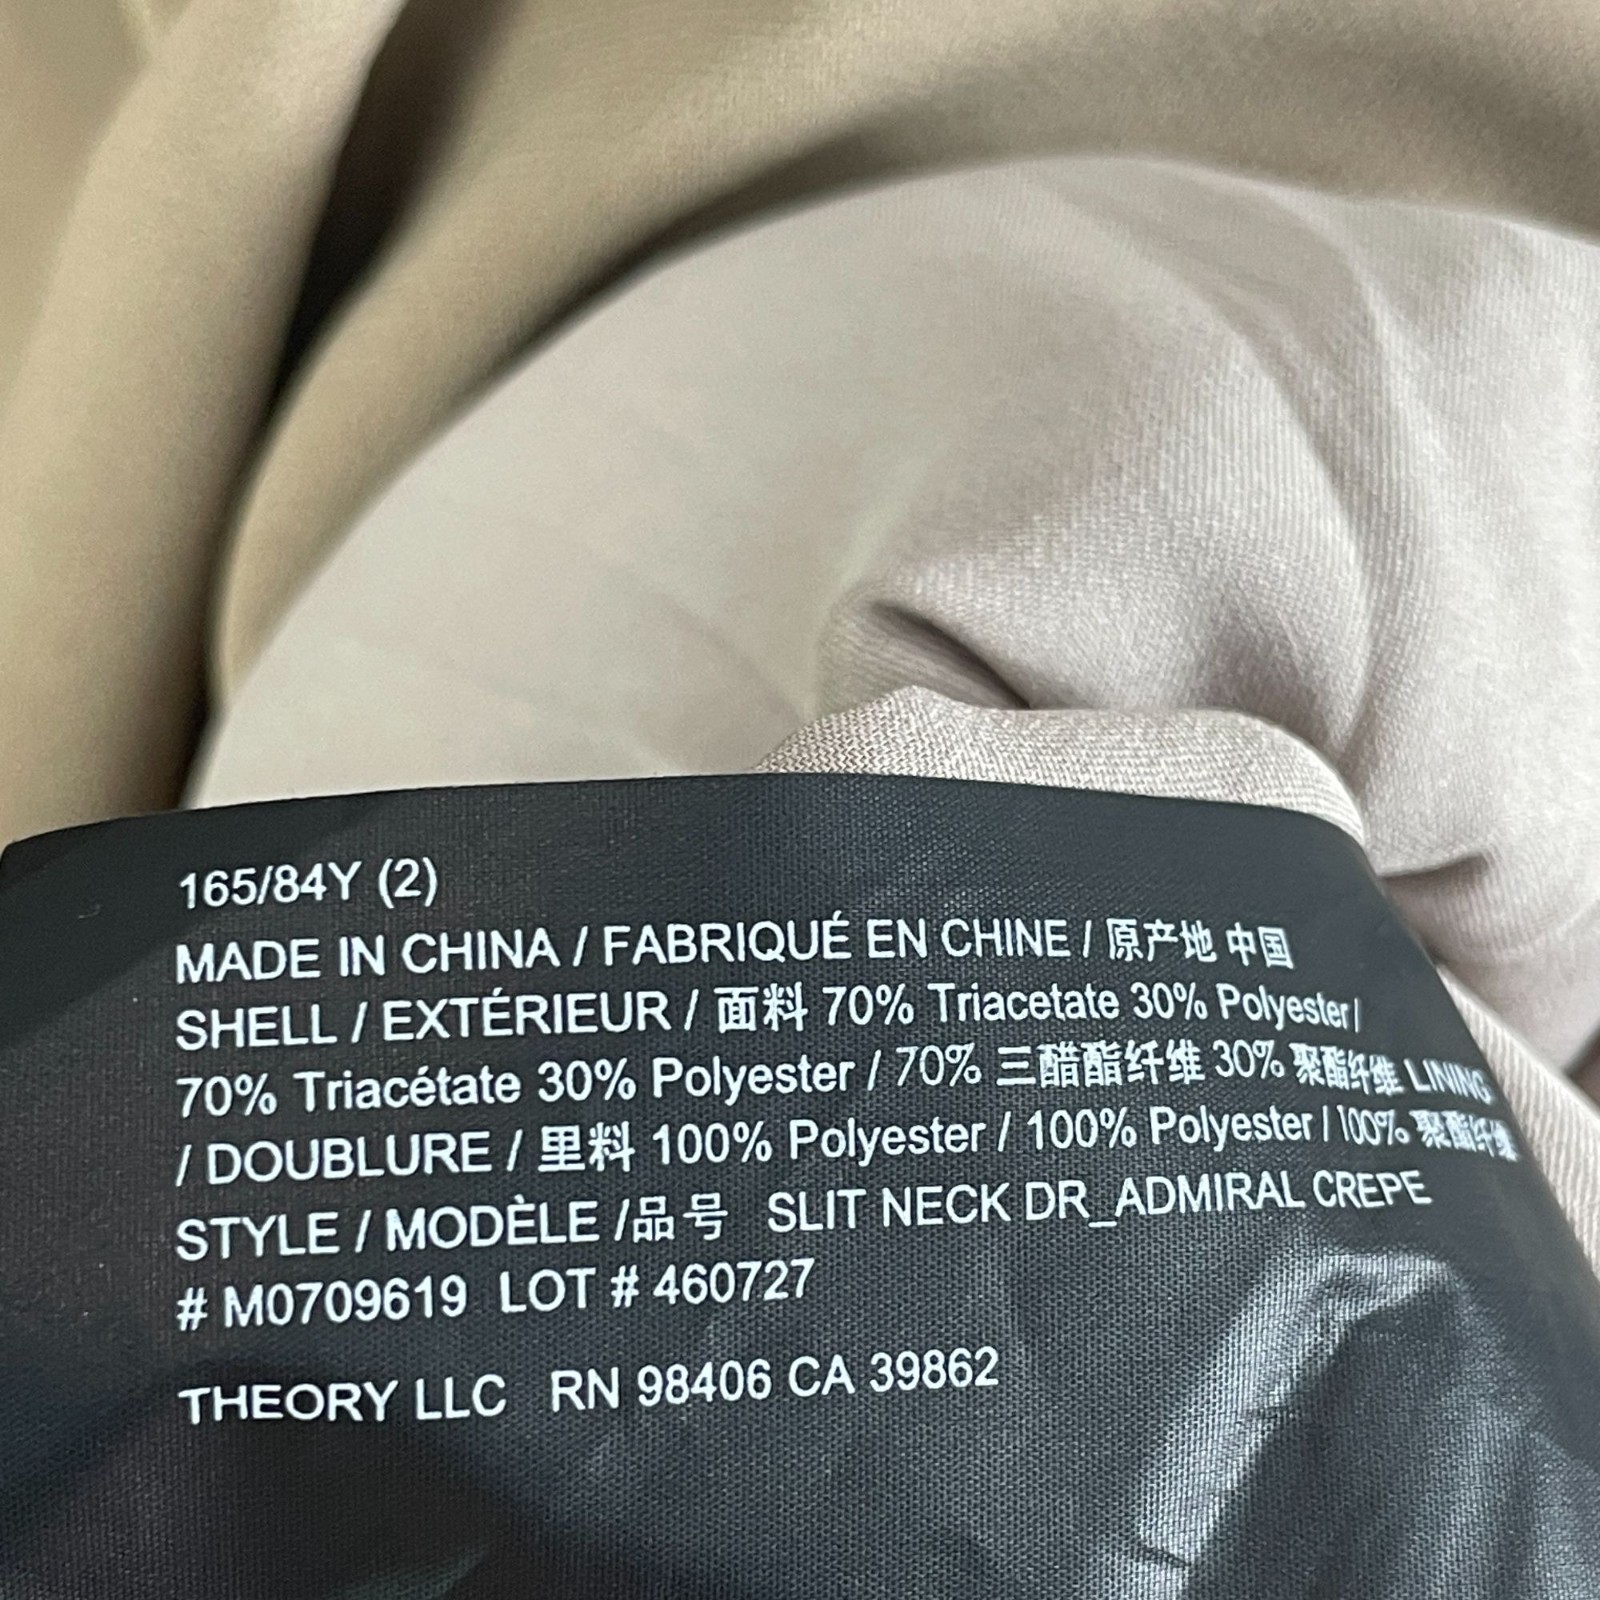 165/84Y (2)
MADE IN CHINA / FABRIQUÉ EN CHINE / 原产地 中国
SHELL / EXTÉRIEUR / 面料 70% Triacetate 30% Polyester /
70% Triacétate 30% Polyester / 70% 三醋酯纤维 30% 聚酯纤维 LINING
/ DOUBLURE / 里料 100% Polyester / 100% Polyester / 100% 聚酯纤维
STYLE / MODÈLE /品号 SLIT NECK DR_ADMIRAL CREPE
# M0709619 LOT # 460727
THEORY LLC RN 98406 CA 39862